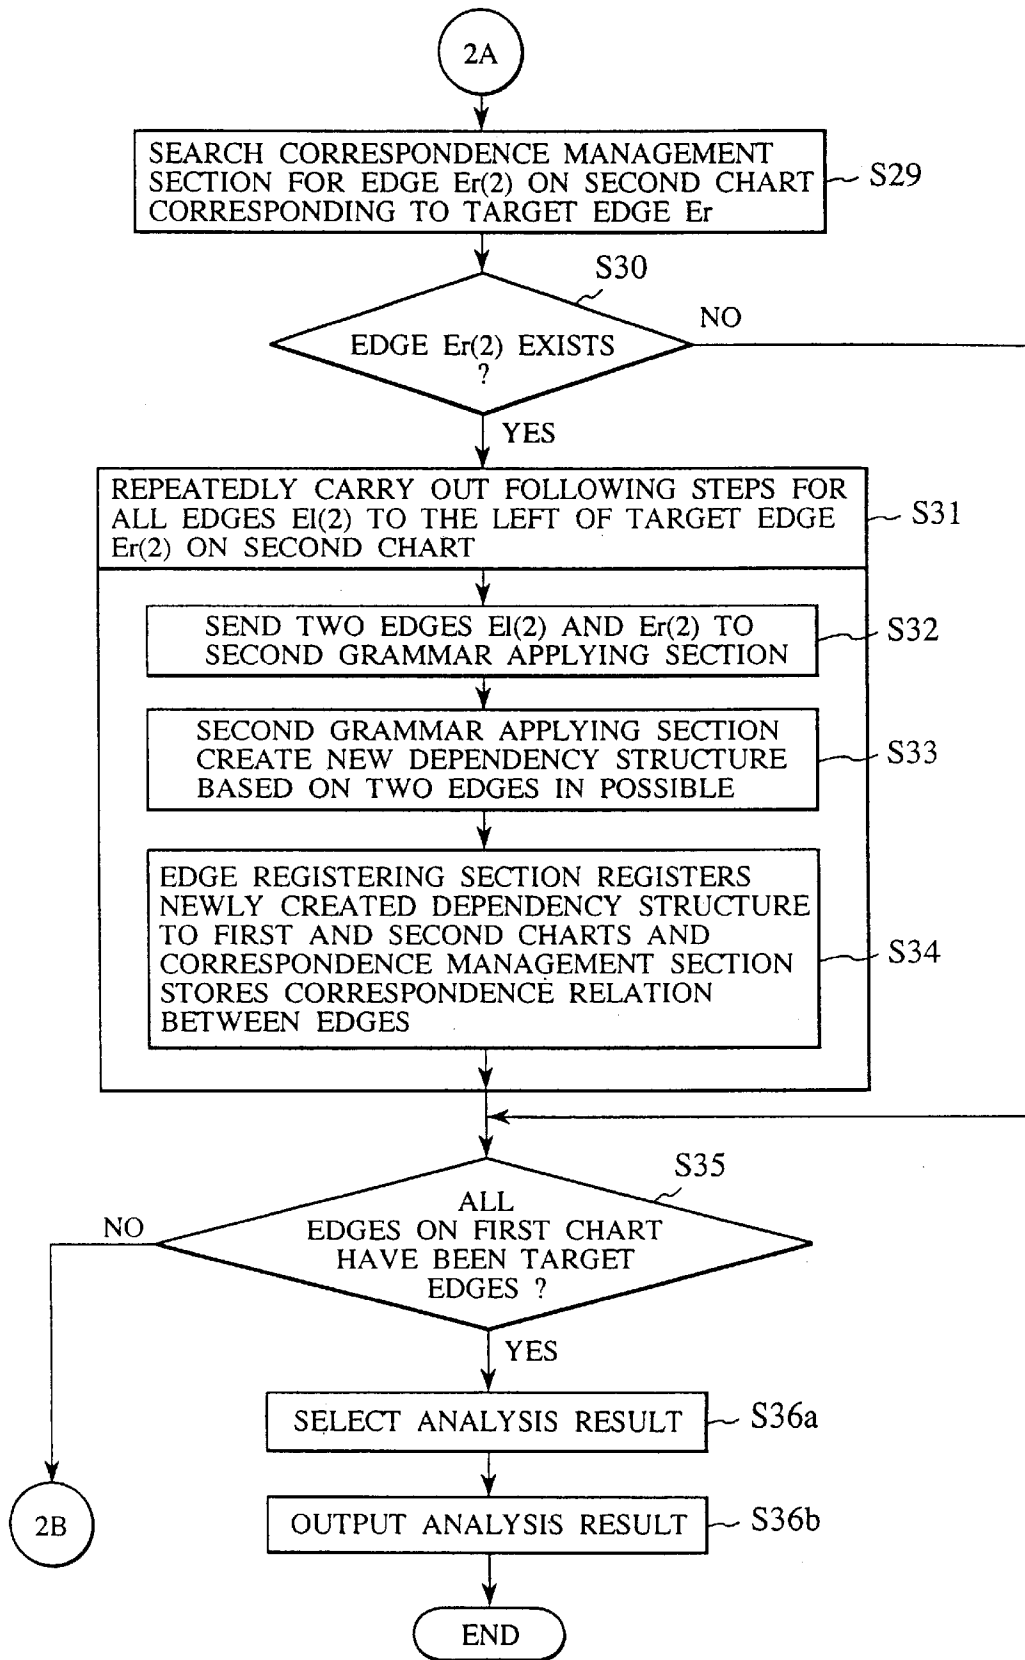 2A
SEARCH CORRESPONDENCE MANAGEMENT
SECTION FOR EDGE Er(2) ON SECOND CHART
CORRESPONDING TO TARGET EDGE Er
S29
S30
EDGE Er(2) EXISTS
?
NO
YES
REPEATEDLY CARRY OUT FOLLOWING STEPS FOR
ALL EDGES El(2) TO THE LEFT OF TARGET EDGE
Er(2) ON SECOND CHART
S31
SEND TWO EDGES El(2) AND Er(2) TO
SECOND GRAMMAR APPLYING SECTION
S32
SECOND GRAMMAR APPLYING SECTION
CREATE NEW DEPENDENCY STRUCTURE
BASED ON TWO EDGES IN POSSIBLE
S33
EDGE REGISTERING SECTION REGISTERS
NEWLY CREATED DEPENDENCY STRUCTURE
TO FIRST AND SECOND CHARTS AND
CORRESPONDENCE MANAGEMENT SECTION
STORES CORRESPONDENCE RELATION
BETWEEN EDGES
S34
S35
ALL
EDGES ON FIRST CHART
HAVE BEEN TARGET
EDGES ?
NO
YES
SELECT ANALYSIS RESULT
S36a
2B
OUTPUT ANALYSIS RESULT
S36b
END